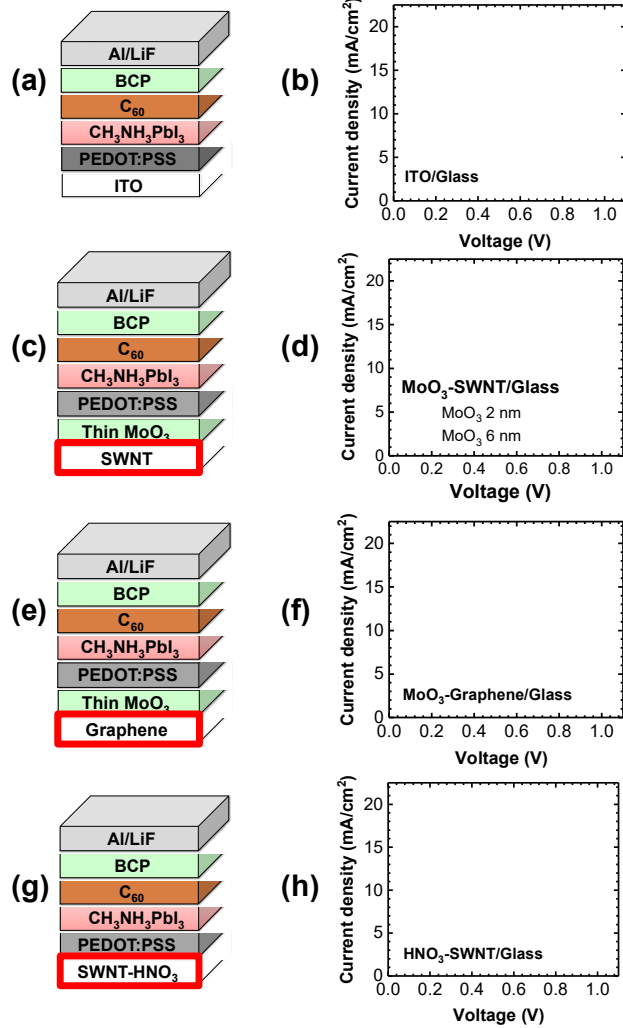 (a)
Al/LiF
BCP
C60
CH3NH3PbI3
PEDOT:PSS
ITO
(b)
Current density (mA/cm2)
20
15
10
5
0
ITO/Glass
0.0 0.2 0.4 0.6 0.8 1.0
Voltage (V)
(c)
Al/LiF
BCP
C60
CH3NH3PbI3
PEDOT:PSS
Thin MoO3
SWNT
(d)
Current density (mA/cm2)
20
15
10
5
0
MoO3-SWNT/Glass
MoO3 2 nm
MoO3 6 nm
0.0 0.2 0.4 0.6 0.8 1.0
Voltage (V)
(e)
Al/LiF
BCP
C60
CH3NH3PbI3
PEDOT:PSS
Thin MoO3
Graphene
(f)
Current density (mA/cm2)
20
15
10
5
0
MoO3-Graphene/Glass
0.0 0.2 0.4 0.6 0.8 1.0
Voltage (V)
(g)
Al/LiF
BCP
C60
CH3NH3PbI3
PEDOT:PSS
SWNT-HNO3
(h)
Current density (mA/cm2)
20
15
10
5
0
HNO3-SWNT/Glass
0.0 0.2 0.4 0.6 0.8 1.0
Voltage (V)